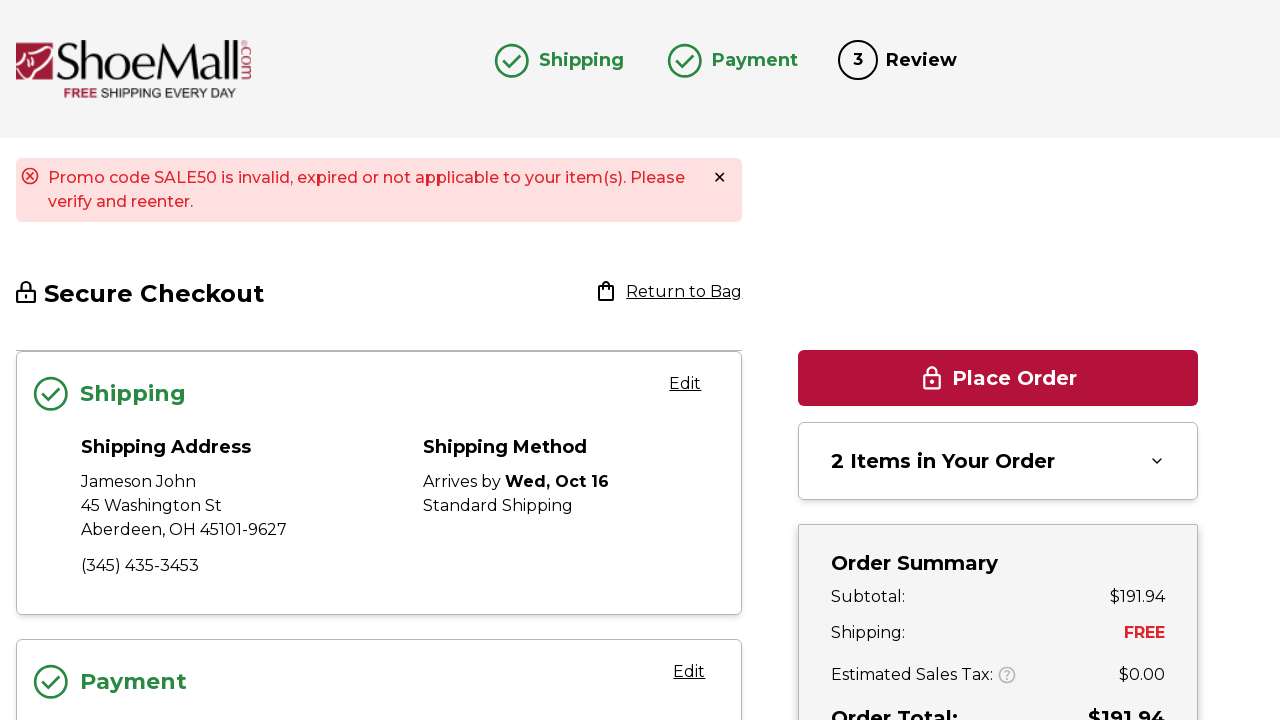 ShoeMall.com
FREE SHIPPING EVERY DAY
Shipping
Payment
3 Review
Promo code SALE50 is invalid, expired or not applicable to your item(s). Please
verify and reenter.
Secure Checkout
Return to Bag
Shipping
Edit
Shipping Address
Jameson John
45 Washington St
Aberdeen, OH 45101-9627
(345) 435-3453
Shipping Method
Arrives by Wed, Oct 16
Standard Shipping
Payment
Edit
Place Order
2 Items in Your Order
Order Summary
Subtotal: $191.94
Shipping: FREE
Estimated Sales Tax: ? $0.00
Order Total: $191.94